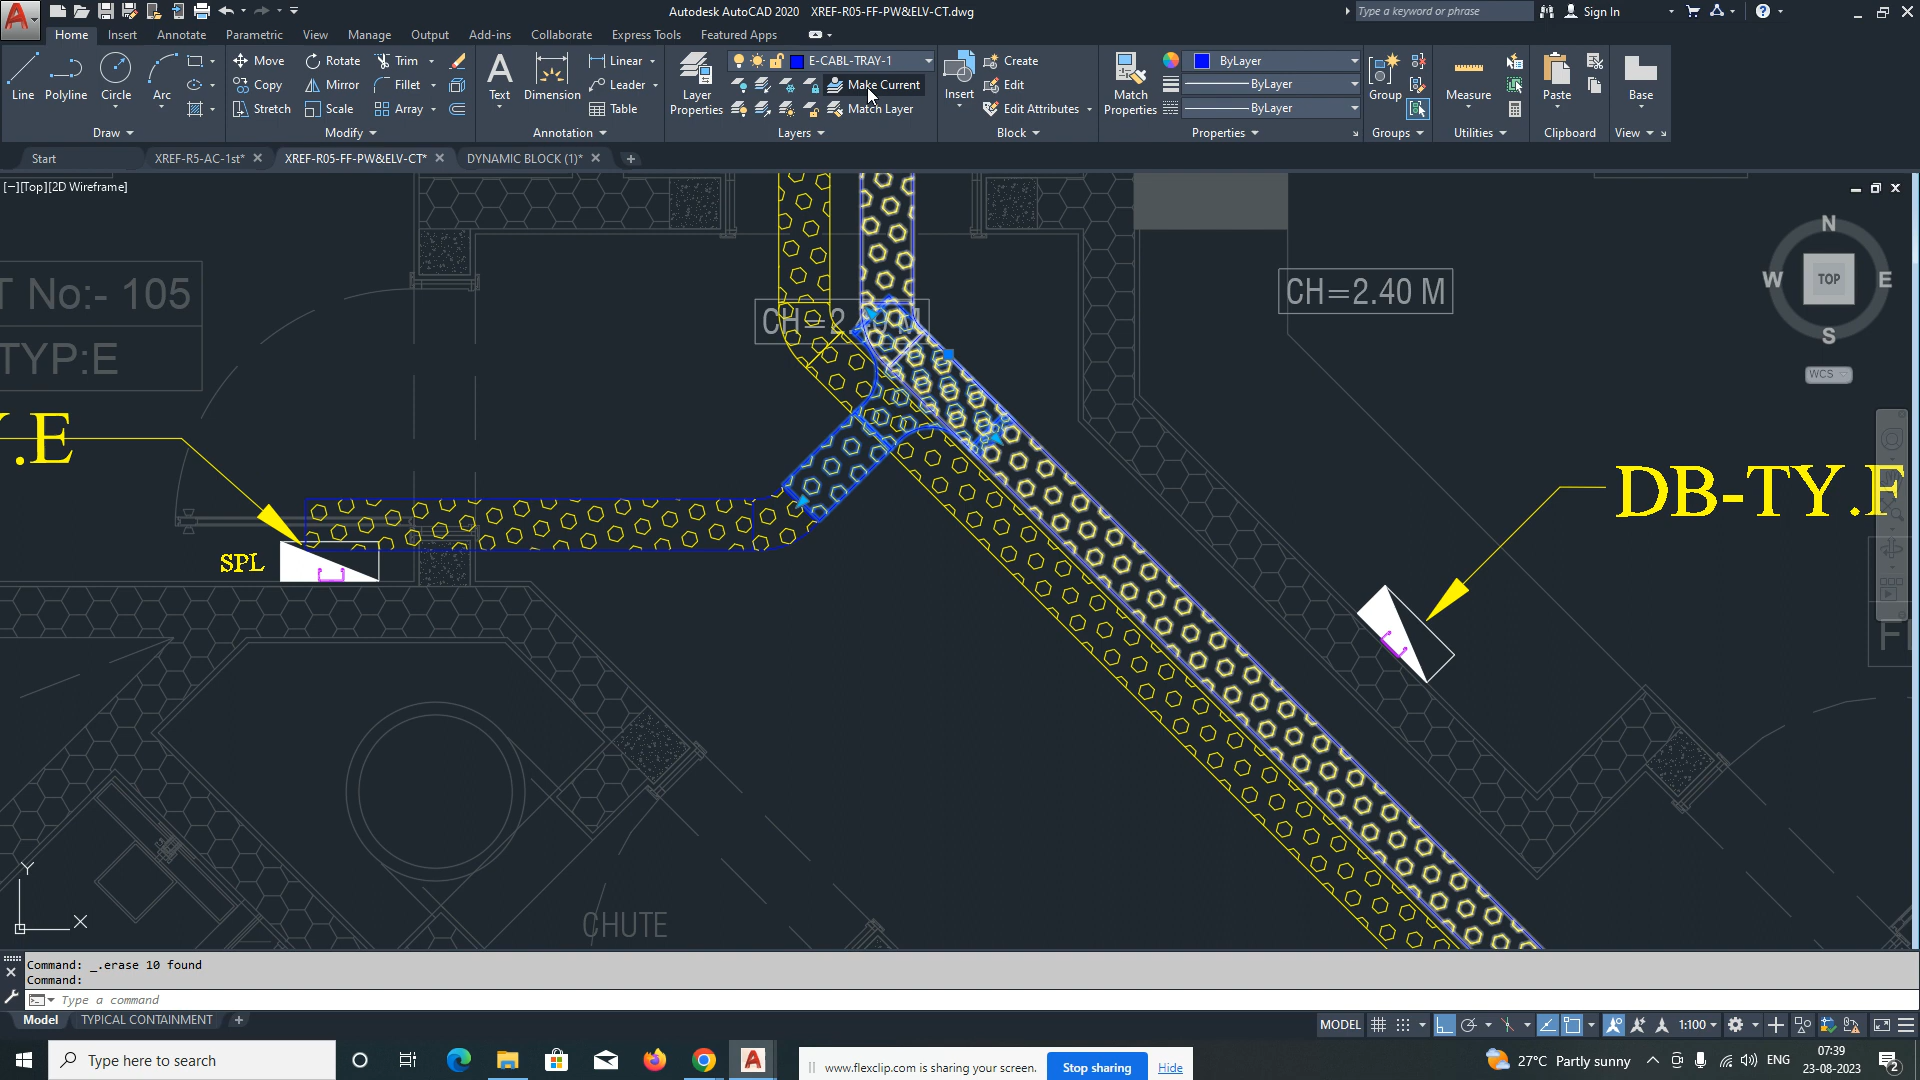 Autodesk AutoCAD 2020 XREF-R05-FF-PW&ELV-CT.dwg
Type a keyword or phrase
Sign In
Home Insert Annotate Parametric View Manage Output Add-ins Collaborate Express Tools Featured Apps
Line Polyline Circle Arc
Move Rotate Trim
Copy Mirror Fillet
Stretch Scale Array
Text Dimension
Linear
Leader
Table
Layer Properties
E-CABL-TRAY-1
Make Current
Match Layer
Insert
Create
Edit
Edit Attributes
Match Properties
ByLayer
ByLayer
ByLayer
Group
Measure
Paste
Base
Draw Modify Annotation Layers Block Properties Groups Utilities Clipboard View
Start XREF-R5-AC-1st* XREF-R05-FF-PW&ELV-CT* DYNAMIC BLOCK (1)*
[−][Top][2D Wireframe]
N
W TOP E
S
WCS
T No:- 105
TYP:E
CH=2.40 M
Y.E
DB-TY.F
SPL
CHUTE
Y
X
Command: _.erase 10 found
Command:
Type a command
Model TYPICAL CONTAINMENT
MODEL 1:100
Type here to search
www.flexclip.com is sharing your screen. Stop sharing Hide
27°C Partly sunny ENG
07:39
23-08-2023
2